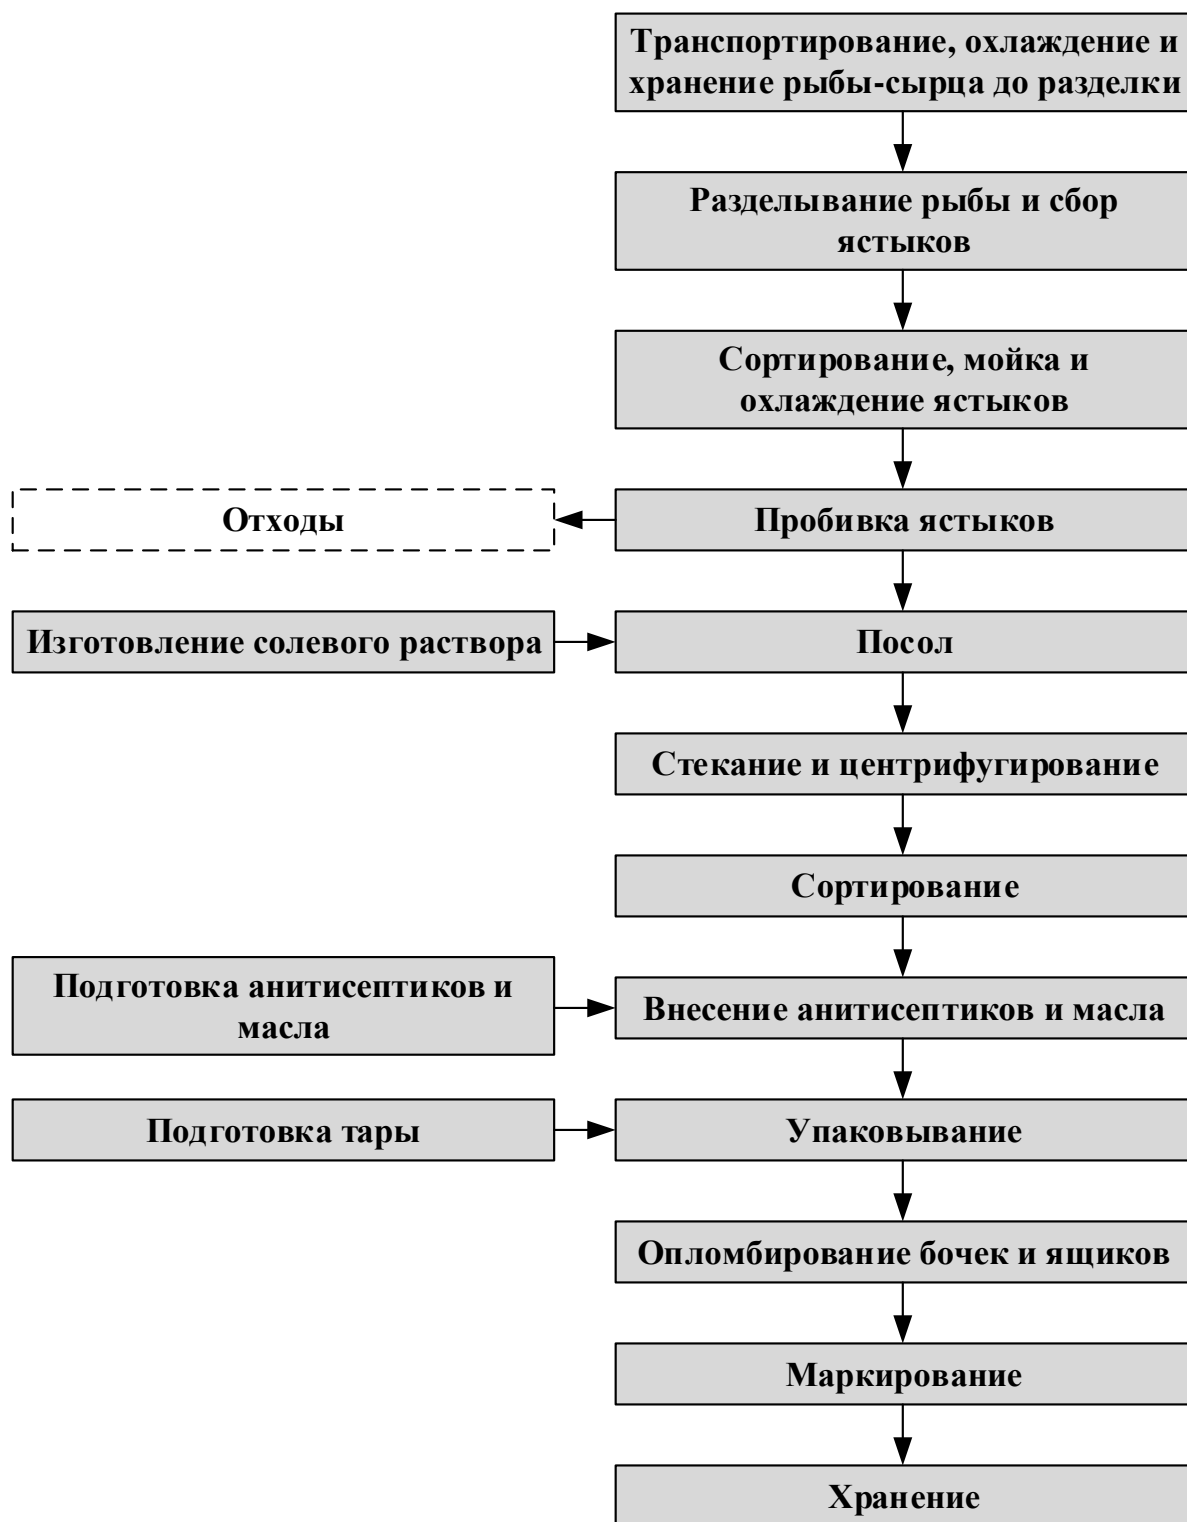 Транспортирование, охлаждение и
хранение рыбы-сырца до разделки
Разделывание рыбы и сбор
ястыков
Сортирование, мойка и
охлаждение ястыков
Отходы
Пробивка ястыков
Изготовление солевого раствора
Посол
Стекание и центрифугирование
Сортирование
Подготовка анитисептиков и
масла
Внесение анитисептиков и масла
Подготовка тары
Упаковывание
Опломбирование бочек и ящиков
Маркирование
Хранение